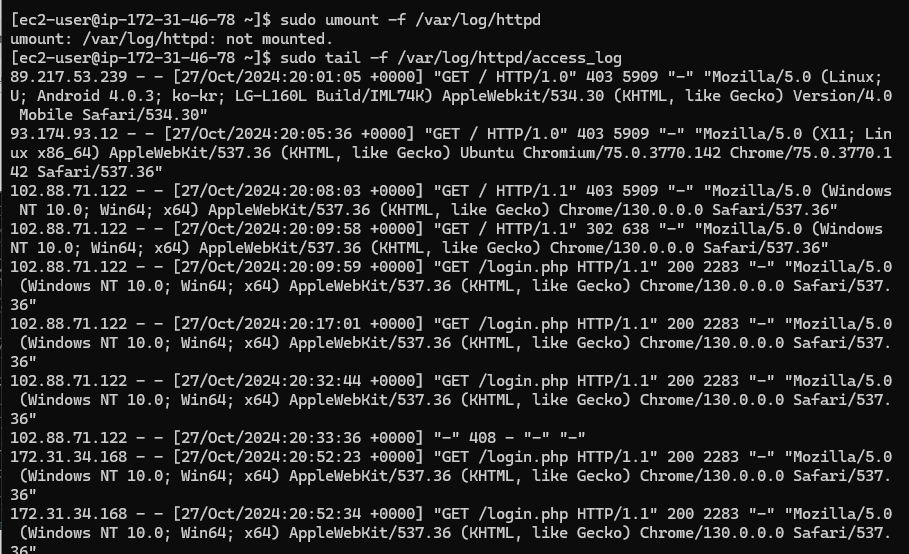 [ec2-user@ip-172-31-46-78 ~]$ sudo umount -f /var/log/httpd
umount: /var/log/httpd: not mounted.
[ec2-user@ip-172-31-46-78 ~]$ sudo tail -f /var/log/httpd/access_log
89.217.53.239 - - [27/Oct/2024:20:01:05 +0000] "GET / HTTP/1.0" 403 5909 "-" "Mozilla/5.0 (Linux;
U; Android 4.0.3; ko-kr; LG-L160L Build/IML74K) AppleWebkit/534.30 (KHTML, like Gecko) Version/4.0
 Mobile Safari/534.30"
93.174.93.12 - - [27/Oct/2024:20:05:36 +0000] "GET / HTTP/1.0" 403 5909 "-" "Mozilla/5.0 (X11; Lin
ux x86_64) AppleWebKit/537.36 (KHTML, like Gecko) Ubuntu Chromium/75.0.3770.142 Chrome/75.0.3770.1
42 Safari/537.36"
102.88.71.122 - - [27/Oct/2024:20:08:03 +0000] "GET / HTTP/1.1" 403 5909 "-" "Mozilla/5.0 (Windows
 NT 10.0; Win64; x64) AppleWebKit/537.36 (KHTML, like Gecko) Chrome/130.0.0.0 Safari/537.36"
102.88.71.122 - - [27/Oct/2024:20:09:58 +0000] "GET / HTTP/1.1" 302 638 "-" "Mozilla/5.0 (Windows
NT 10.0; Win64; x64) AppleWebKit/537.36 (KHTML, like Gecko) Chrome/130.0.0.0 Safari/537.36"
102.88.71.122 - - [27/Oct/2024:20:09:59 +0000] "GET /login.php HTTP/1.1" 200 2283 "-" "Mozilla/5.0
 (Windows NT 10.0; Win64; x64) AppleWebKit/537.36 (KHTML, like Gecko) Chrome/130.0.0.0 Safari/537.
36"
102.88.71.122 - - [27/Oct/2024:20:17:01 +0000] "GET /login.php HTTP/1.1" 200 2283 "-" "Mozilla/5.0
 (Windows NT 10.0; Win64; x64) AppleWebKit/537.36 (KHTML, like Gecko) Chrome/130.0.0.0 Safari/537.
36"
102.88.71.122 - - [27/Oct/2024:20:32:44 +0000] "GET /login.php HTTP/1.1" 200 2283 "-" "Mozilla/5.0
 (Windows NT 10.0; Win64; x64) AppleWebKit/537.36 (KHTML, like Gecko) Chrome/130.0.0.0 Safari/537.
36"
102.88.71.122 - - [27/Oct/2024:20:33:36 +0000] "-" 408 - "-" "-"
172.31.34.168 - - [27/Oct/2024:20:52:23 +0000] "GET /login.php HTTP/1.1" 200 2283 "-" "Mozilla/5.0
 (Windows NT 10.0; Win64; x64) AppleWebKit/537.36 (KHTML, like Gecko) Chrome/130.0.0.0 Safari/537.
36"
172.31.34.168 - - [27/Oct/2024:20:52:34 +0000] "GET /login.php HTTP/1.1" 200 2283 "-" "Mozilla/5.0
 (Windows NT 10.0; Win64; x64) AppleWebKit/537.36 (KHTML, like Gecko) Chrome/130.0.0.0 Safari/537.
36"